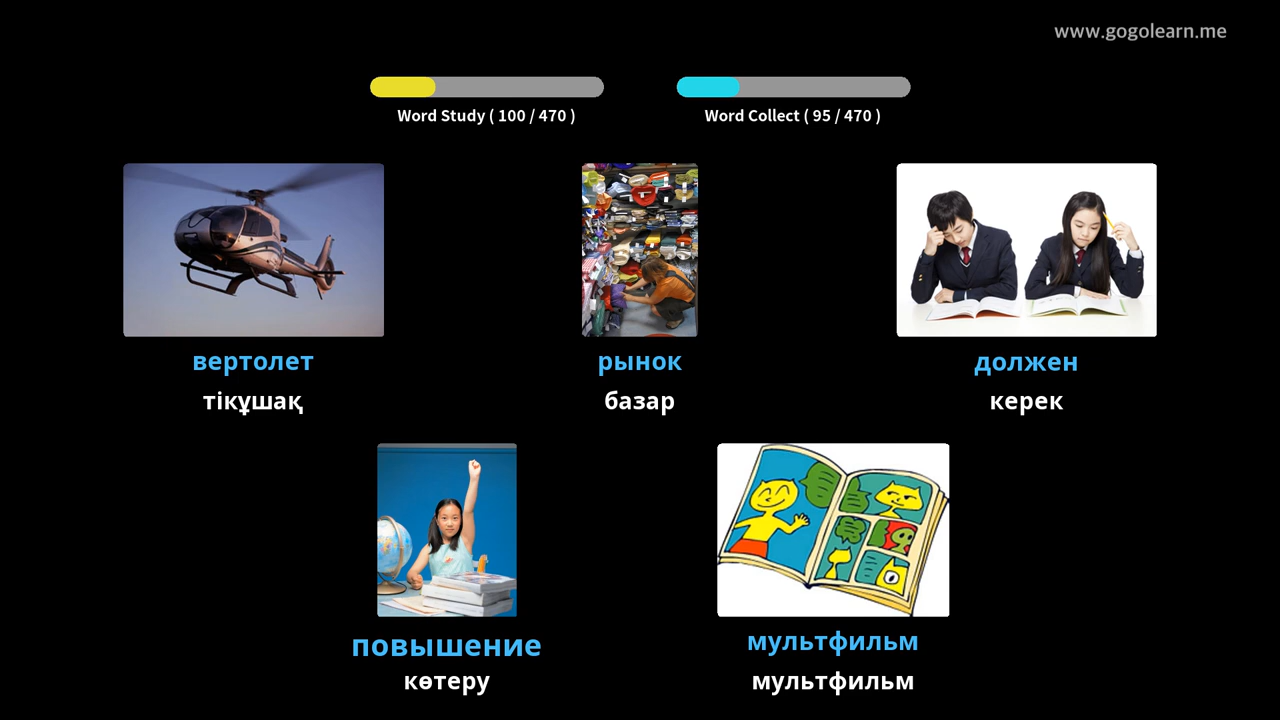 www.gogolearn.me
Word Study ( 100 / 470 )
Word Collect ( 95 / 470 )
вертолет
рынок
должен
тікұшақ
базар
керек
повышение
мультфильм
көтеру
мультфильм